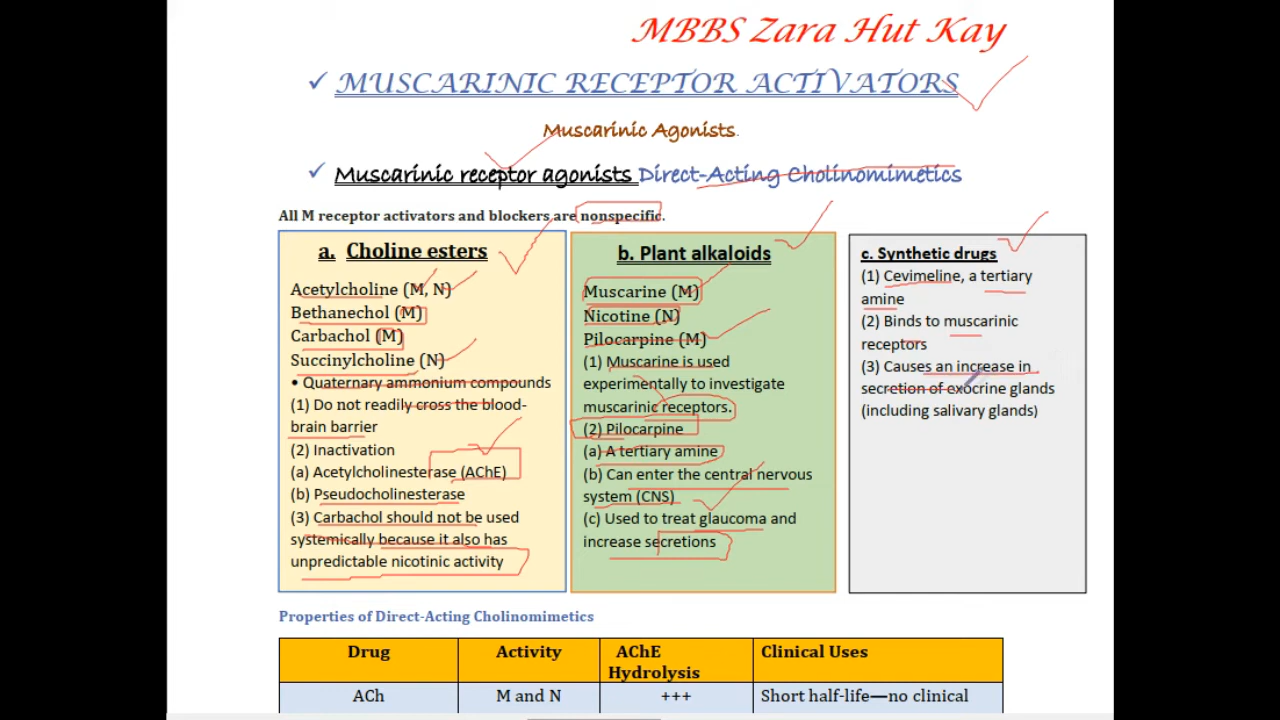 MBBS Zara Hut Kay
✓ MUSCARINIC RECEPTOR ACTIVATORS
Muscarinic Agonists.
✓ Muscarinic receptor agonists Direct-Acting Cholinomimetics
All M receptor activators and blockers are nonspecific.
a. Choline esters
Acetylcholine (M, N)
Bethanechol (M)
Carbachol (M)
Succinylcholine (N)
• Quaternary ammonium compounds
(1) Do not readily cross the blood-
brain barrier
(2) Inactivation
(a) Acetylcholinesterase (AChE)
(b) Pseudocholinesterase
(3) Carbachol should not be used
systemically because it also has
unpredictable nicotinic activity
b. Plant alkaloids
Muscarine (M)
Nicotine (N)
Pilocarpine (M)
(1) Muscarine is used
experimentally to investigate
muscarinic receptors.
(2) Pilocarpine
(a) A tertiary amine
(b) Can enter the central nervous
system (CNS)
(c) Used to treat glaucoma and
increase secretions
c. Synthetic drugs
(1) Cevimeline, a tertiary
amine
(2) Binds to muscarinic
receptors
(3) Causes an increase in
secretion of exocrine glands
(including salivary glands)
Properties of Direct-Acting Cholinomimetics
Drug Activity AChE Clinical Uses
Hydrolysis
ACh M and N +++ Short half-life—no clinical